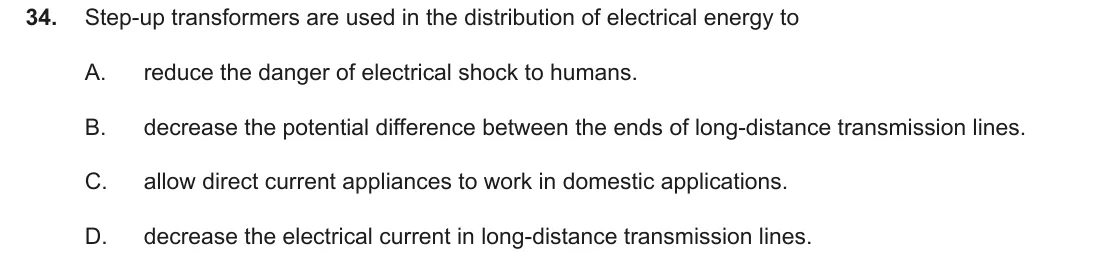 34. Step-up transformers are used in the distribution of electrical energy to
A. reduce the danger of electrical shock to humans.
B. decrease the potential difference between the ends of long-distance transmission lines.
C. allow direct current appliances to work in domestic applications.
D. decrease the electrical current in long-distance transmission lines.